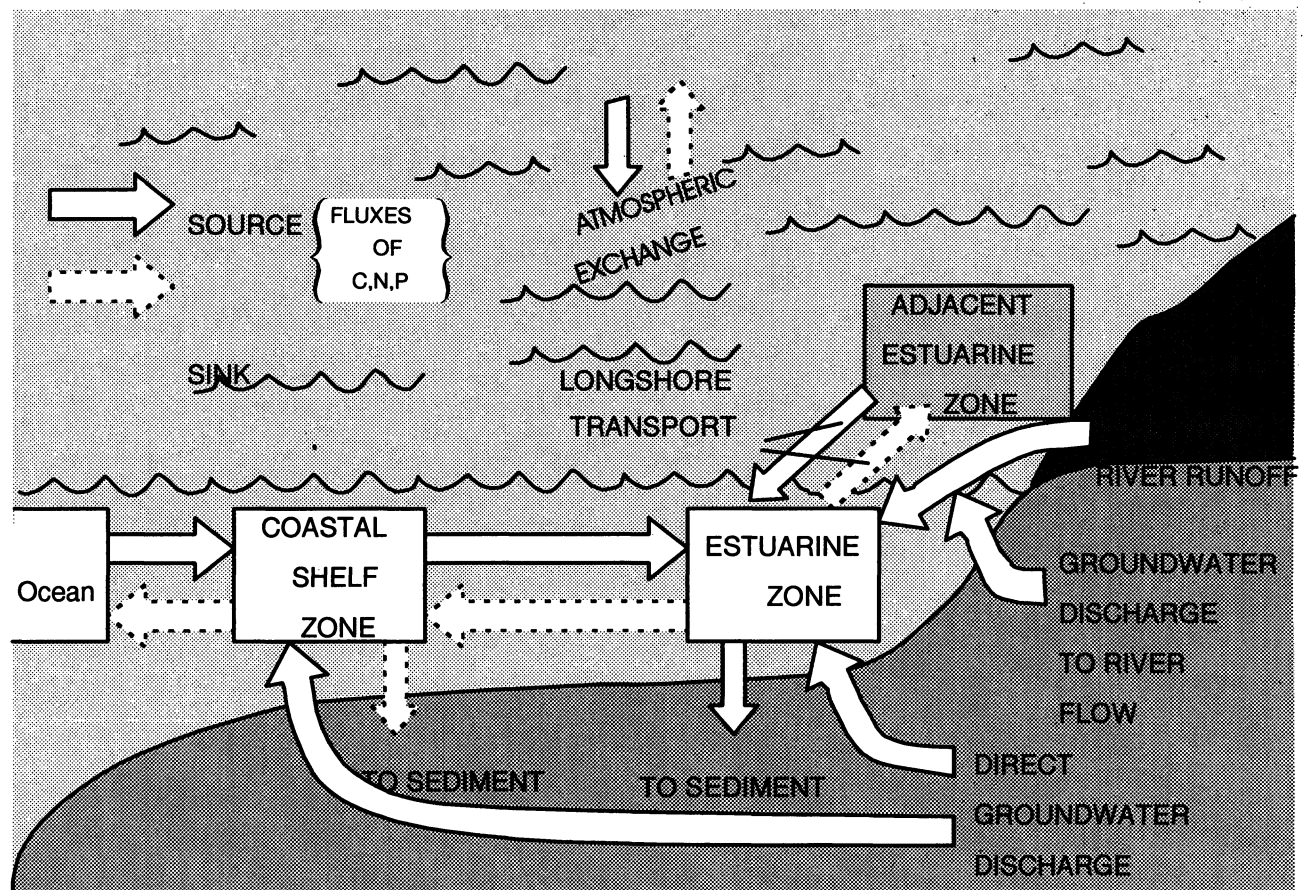 SOURCE
FLUXES
OF
C,N,P
SINK
ATMOSPHERIC
EXCHANGE
LONGSHORE
TRANSPORT
ADJACENT
ESTUARINE
ZONE
RIVER RUNOFF
Ocean
COASTAL
SHELF
ZONE
ESTUARINE
ZONE
GROUNDWATER
DISCHARGE
TO RIVER
FLOW
TO SEDIMENT
TO SEDIMENT
DIRECT
GROUNDWATER
DISCHARGE